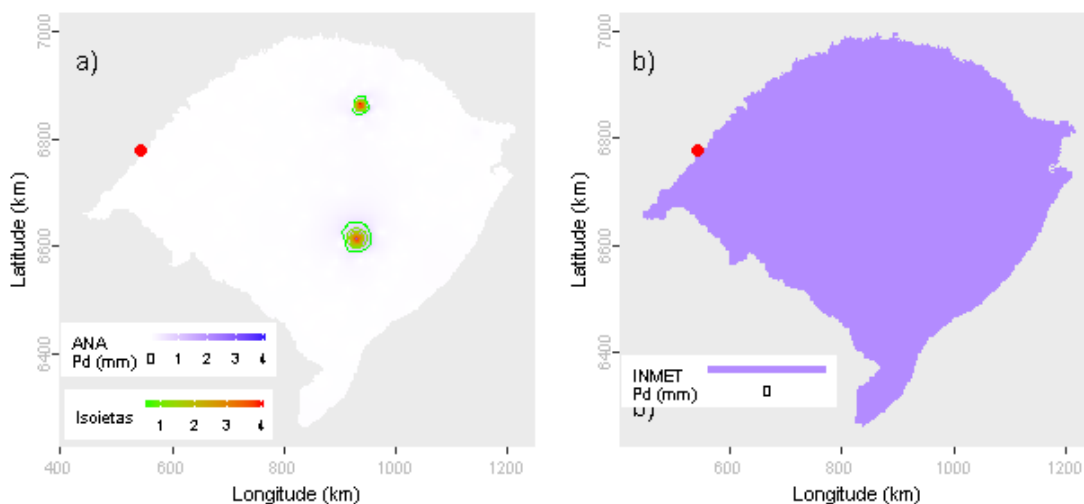 a)
7000
6800
6600
6400
Latitude (km)
ANA
Pd (mm)
0 1 2 3 4
Isoietas
1 2 3 4
400 600 800 1000 1200
Longitude (km)
b)
7000
6800
6600
6400
Latitude (km)
INMET
Pd (mm)
0
b)
600 800 1000 1200
Longitude (km)